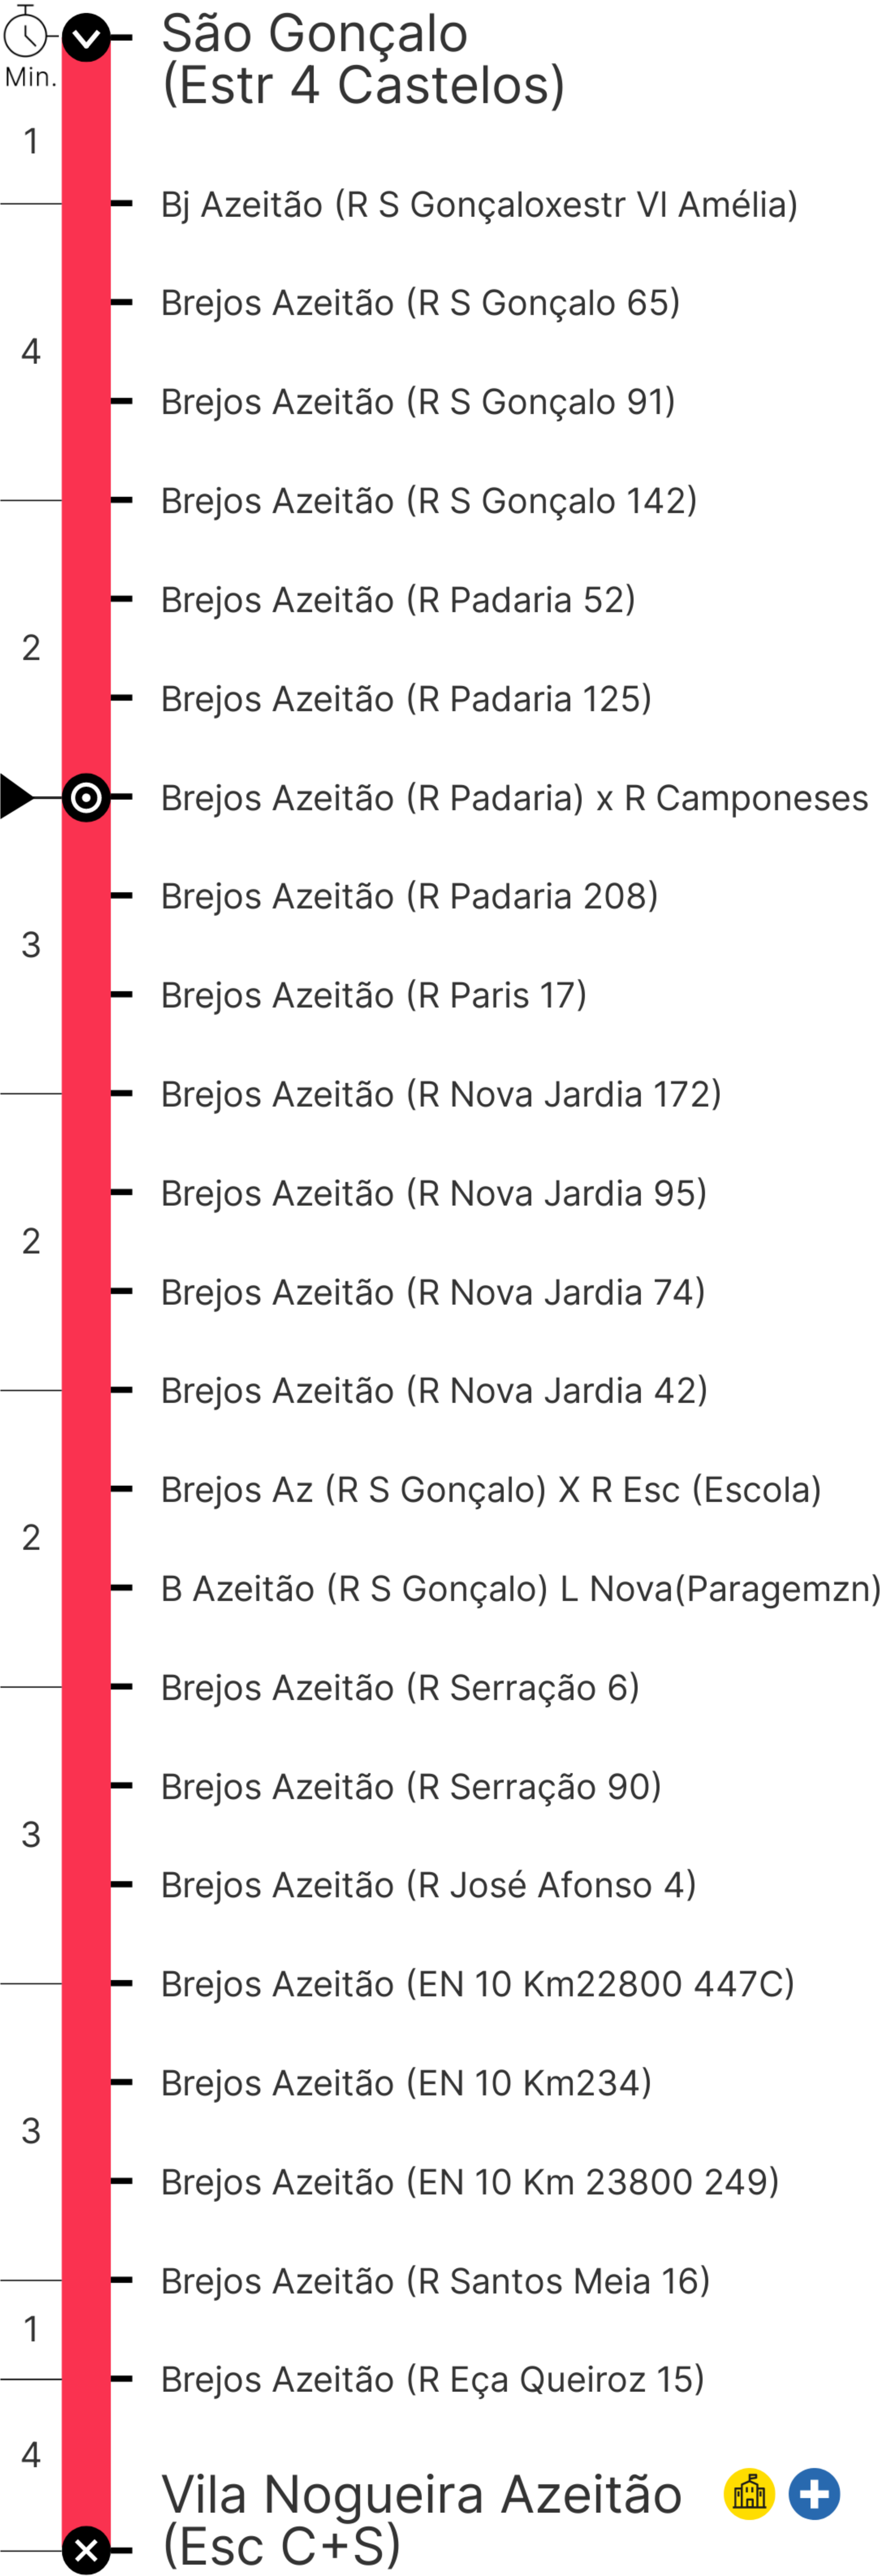 São Gonçalo
(Estr 4 Castelos)
Min.
1
Bj Azeitão (R S Gonçaloxestr Vl Amélia)
Brejos Azeitão (R S Gonçalo 65)
4
Brejos Azeitão (R S Gonçalo 91)
Brejos Azeitão (R S Gonçalo 142)
Brejos Azeitão (R Padaria 52)
2
Brejos Azeitão (R Padaria 125)
Brejos Azeitão (R Padaria) x R Camponeses
Brejos Azeitão (R Padaria 208)
3
Brejos Azeitão (R Paris 17)
Brejos Azeitão (R Nova Jardia 172)
Brejos Azeitão (R Nova Jardia 95)
2
Brejos Azeitão (R Nova Jardia 74)
Brejos Azeitão (R Nova Jardia 42)
Brejos Az (R S Gonçalo) X R Esc (Escola)
2
B Azeitão (R S Gonçalo) L Nova(Paragemzn)
Brejos Azeitão (R Serração 6)
Brejos Azeitão (R Serração 90)
3
Brejos Azeitão (R José Afonso 4)
Brejos Azeitão (EN 10 Km22800 447C)
Brejos Azeitão (EN 10 Km234)
3
Brejos Azeitão (EN 10 Km 23800 249)
Brejos Azeitão (R Santos Meia 16)
1
Brejos Azeitão (R Eça Queiroz 15)
4
Vila Nogueira Azeitão
(Esc C+S)